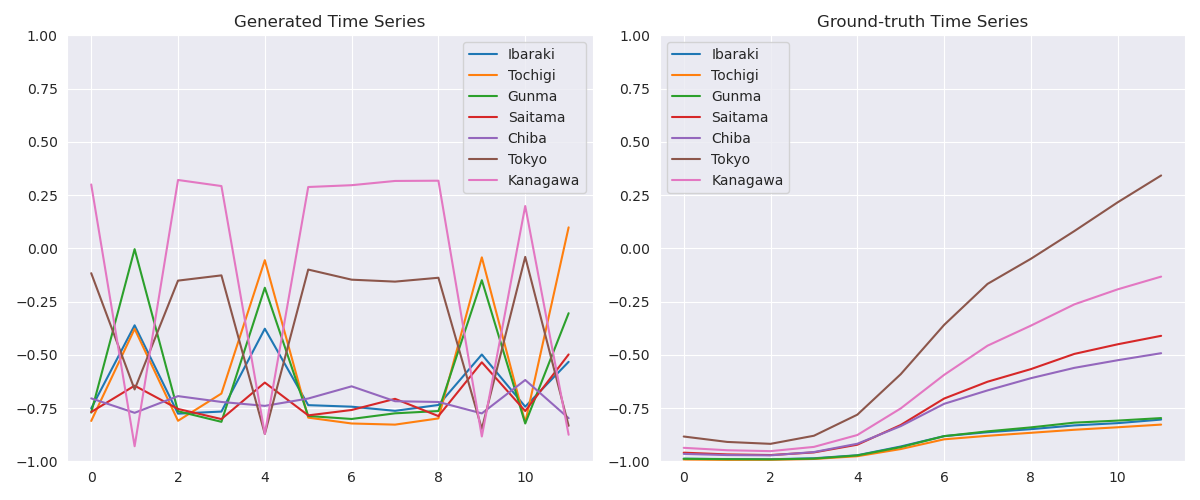 Generated Time Series
1.00
0.75
0.50
0.25
0.00
−0.25
−0.50
−0.75
−1.00
0 2 4 6 8 10
Ibaraki
Tochigi
Gunma
Saitama
Chiba
Tokyo
Kanagawa
Ground-truth Time Series
1.00
0.75
0.50
0.25
0.00
−0.25
−0.50
−0.75
−1.00
0 2 4 6 8 10
Ibaraki
Tochigi
Gunma
Saitama
Chiba
Tokyo
Kanagawa